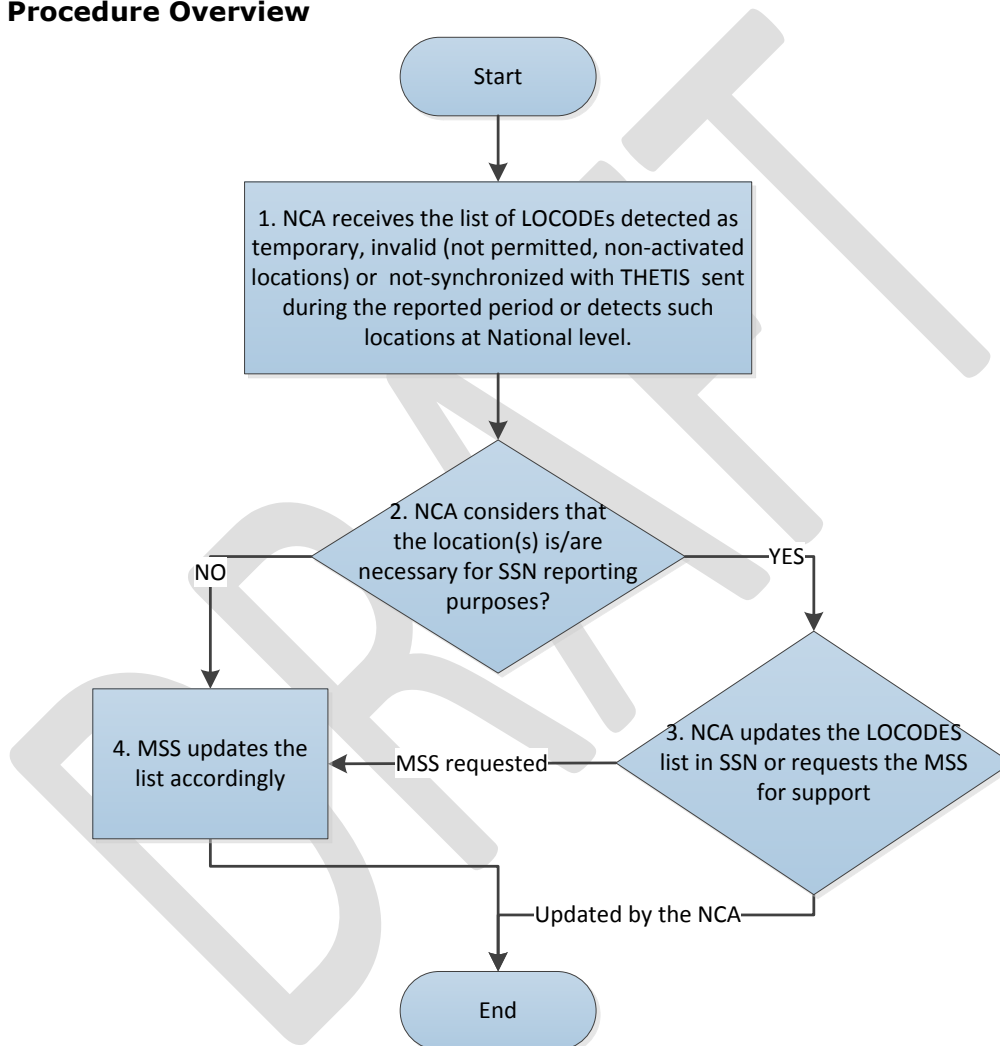 Procedure Overview
Start
1. NCA receives the list of LOCODEs detected as
temporary, invalid (not permitted, non-activated
locations) or not-synchronized with THETIS sent
during the reported period or detects such
locations at National level.
2. NCA considers that
the location(s) is/are
necessary for SSN reporting
purposes?
NO
YES
3. NCA updates the LOCODES
list in SSN or requests the MSS
for support
4. MSS updates the
list accordingly
MSS requested
Updated by the NCA
End
DRAFT